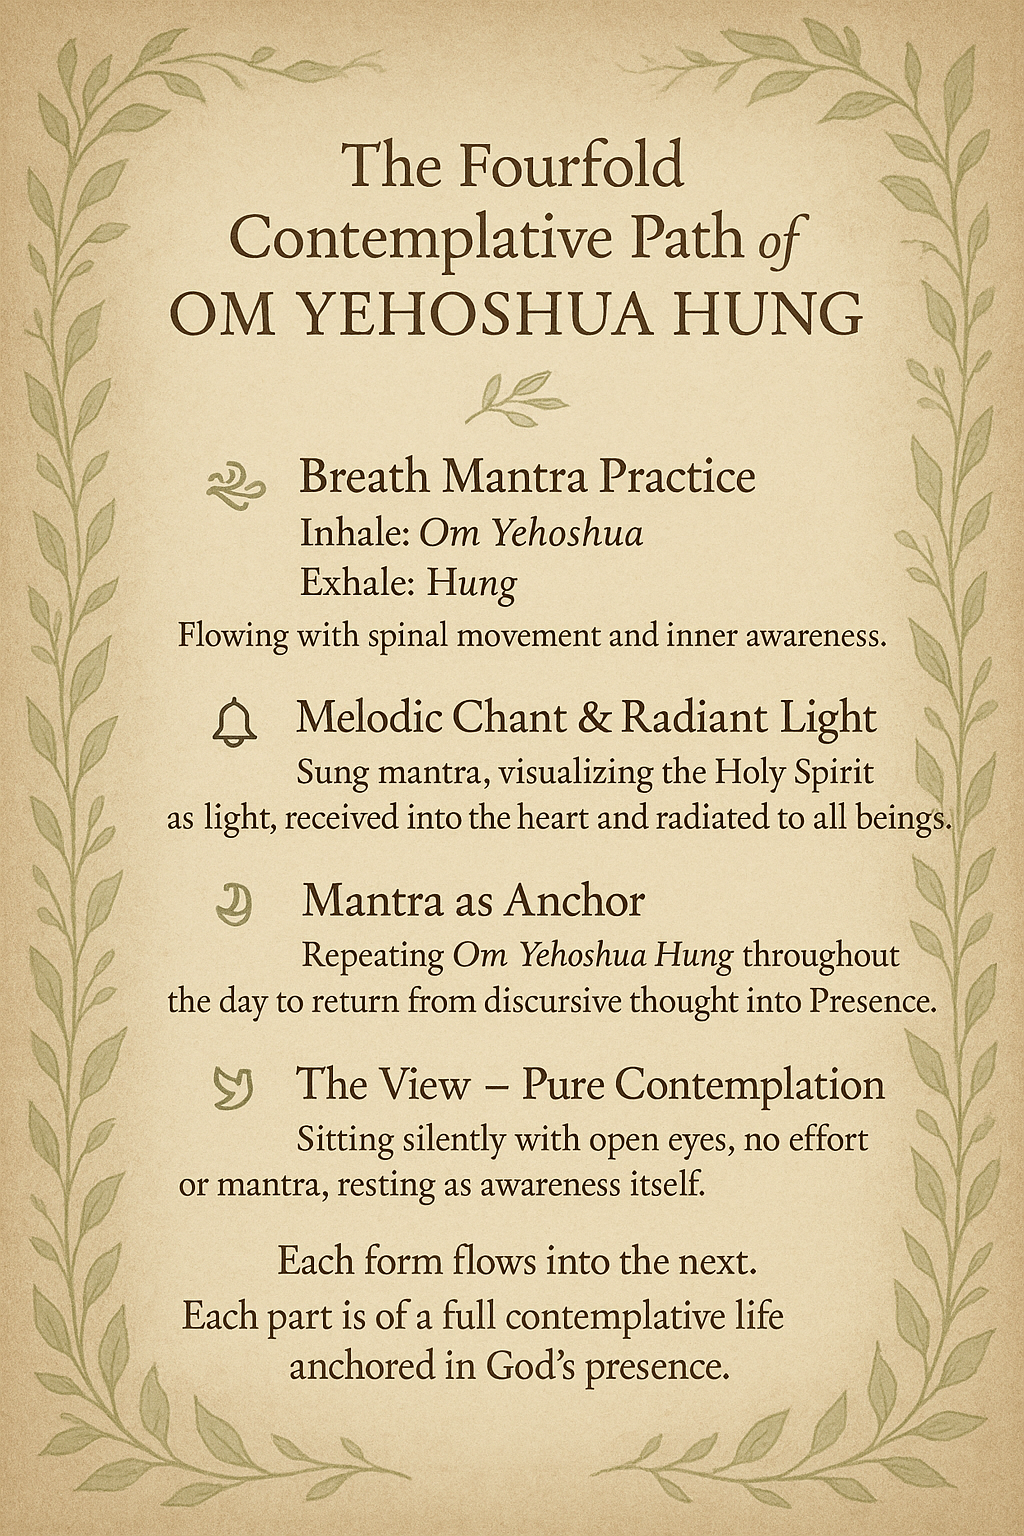 The Fourfold
Contemplative Path of
OM YEHOSHUA HUNG
Breath Mantra Practice
Inhale: Om Yehoshua
Exhale: Hung
Flowing with spinal movement and inner awareness.
Melodic Chant & Radiant Light
Sung mantra, visualizing the Holy Spirit
as light, received into the heart and radiated to all beings.
Mantra as Anchor
Repeating Om Yehoshua Hung throughout
the day to return from discursive thought into Presence.
The View – Pure Contemplation
Sitting silently with open eyes, no effort
or mantra, resting as awareness itself.
Each form flows into the next.
Each part is of a full contemplative life
anchored in God's presence.